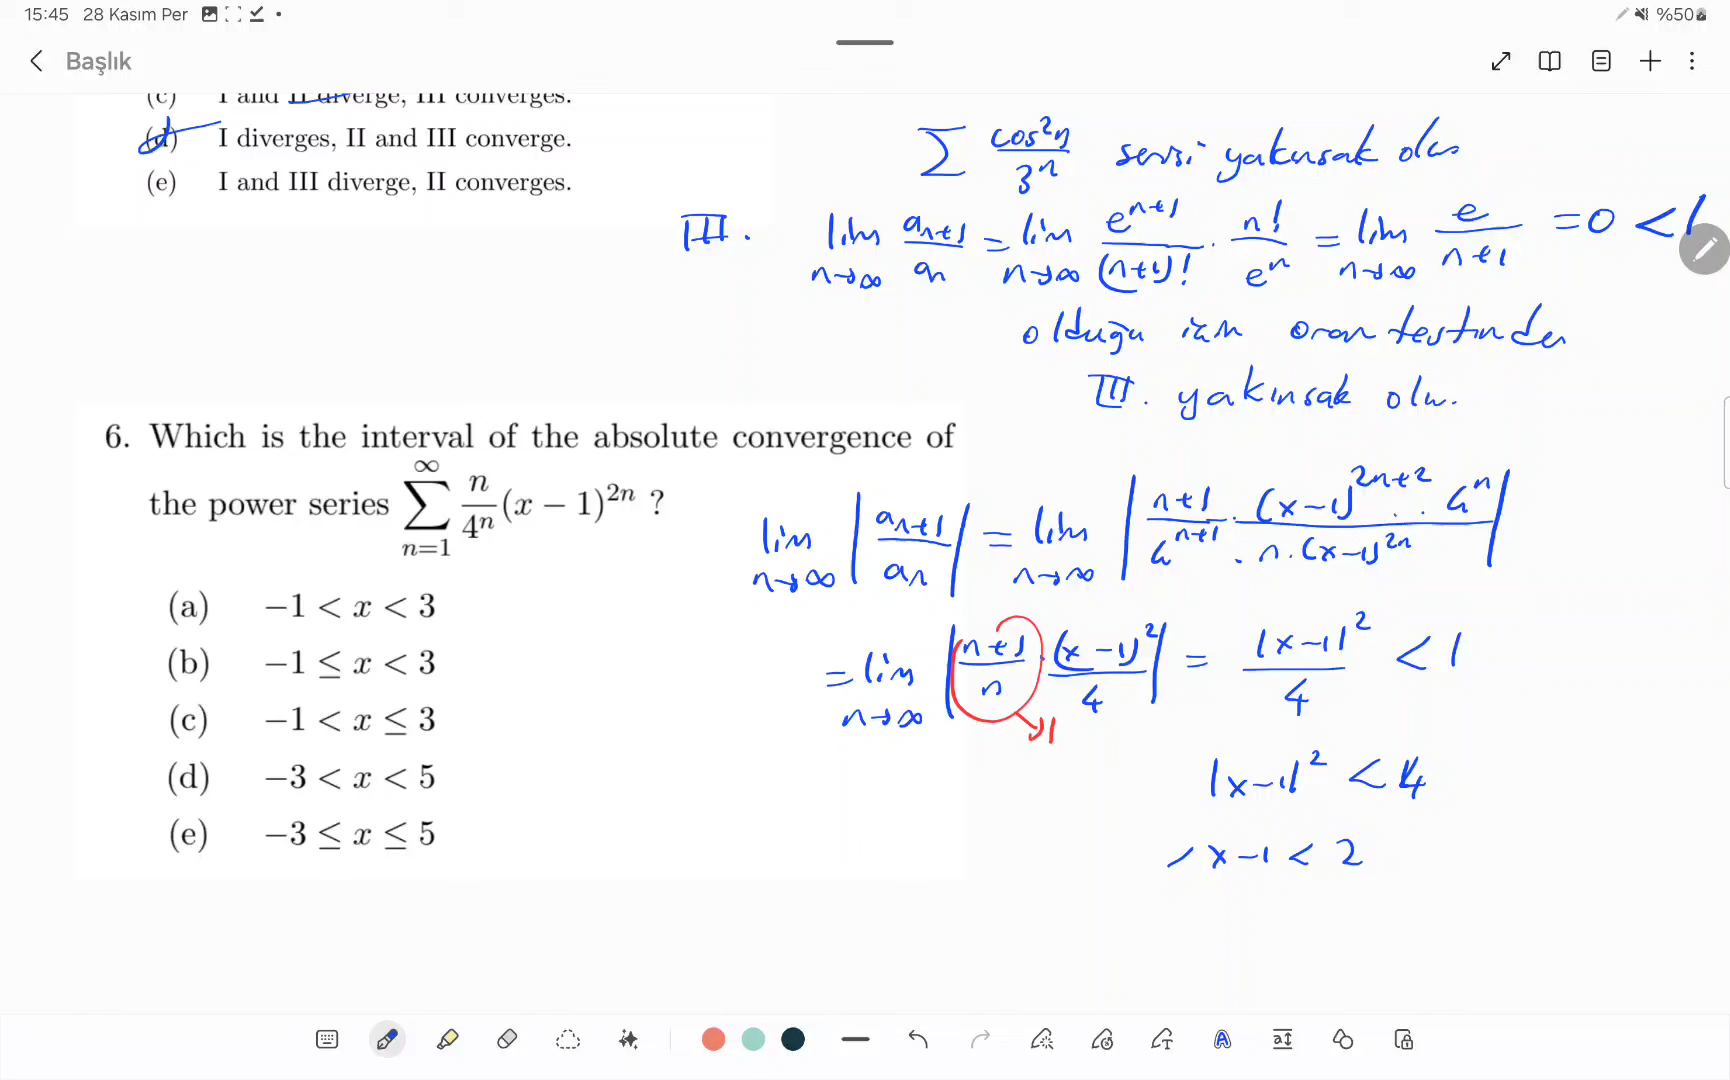 15:45 28 Kasım Per %50
Başlık
(c) I and II diverge, III converges.
(d) I diverges, II and III converge.
(e) I and III diverge, II converges.
∑ cos²n / 3ⁿ serisi yakınsak olur
III. lim n→∞ aₙ₊₁ / aₙ = lim n→∞ eⁿ⁺¹ / (n+1)! · n! / eⁿ = lim n→∞ e / n+1 = 0 < 1
olduğu için oran testinden
III. yakınsak olur.
6. Which is the interval of the absolute convergence of
the power series ∑ n=1 ∞ n/4ⁿ (x − 1)²ⁿ ?
(a) −1 < x < 3
(b) −1 ≤ x < 3
(c) −1 < x ≤ 3
(d) −3 < x < 5
(e) −3 ≤ x ≤ 5
lim n→∞ | aₙ₊₁ / aₙ | = lim n→∞ | n+1 / 4ⁿ⁺¹ · (x−1)²ⁿ⁺² · 4ⁿ / n·(x−1)²ⁿ |
= lim n→∞ | n+1 / n · (x−1)² / 4 | = |x−1|² / 4 < 1
→1
|x−1|² < 4
/ x−1 < 2